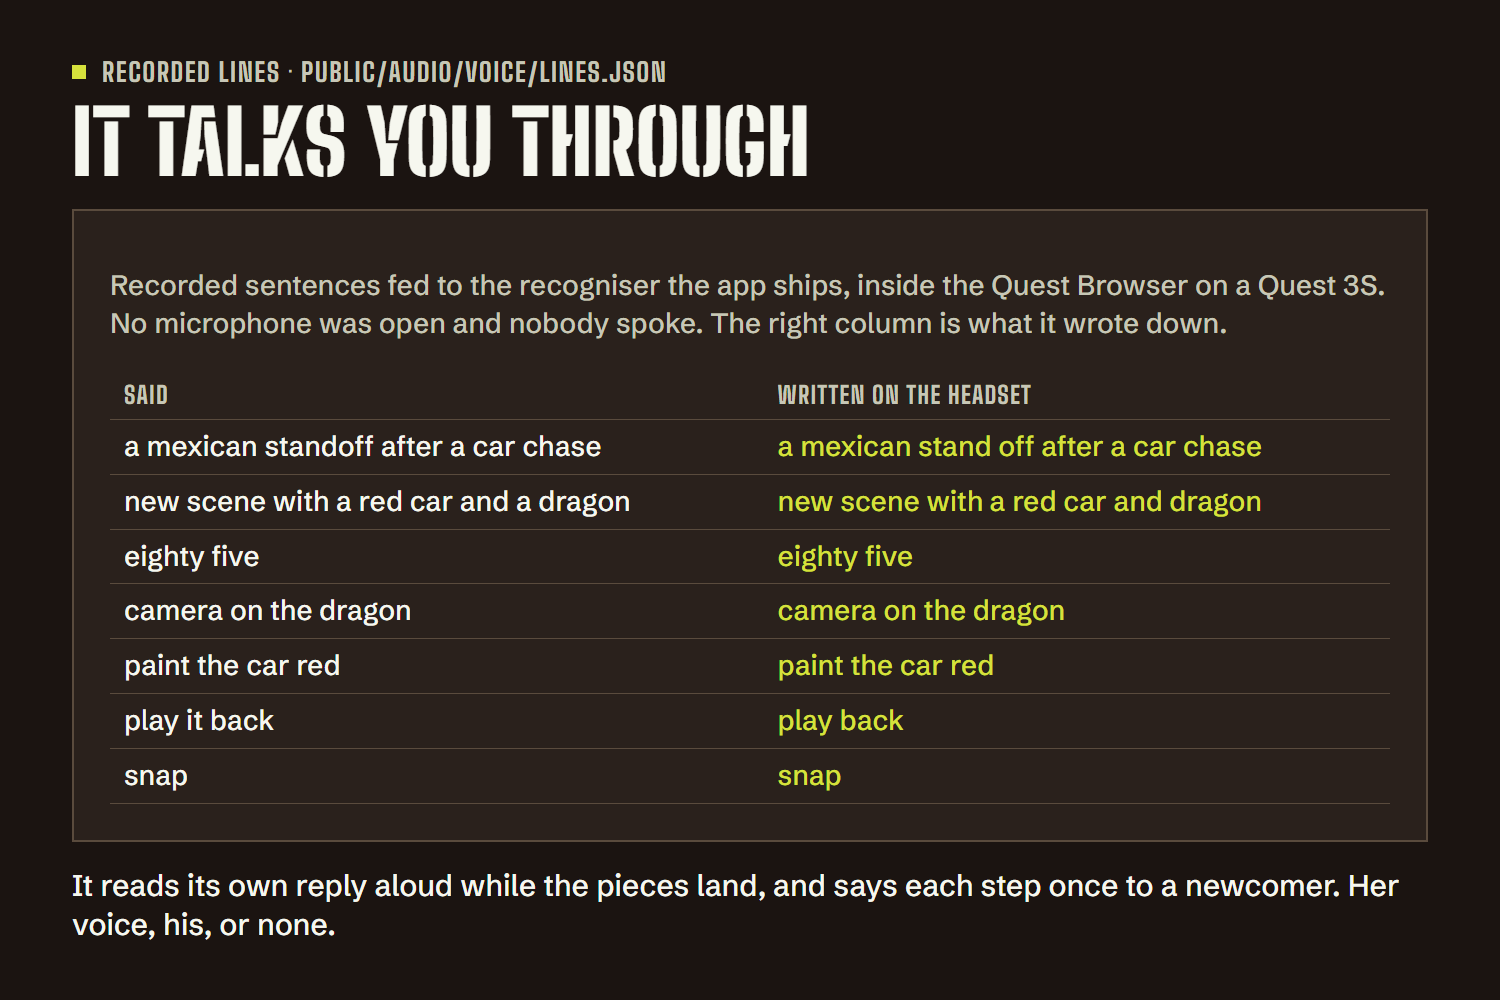 RECORDED LINES · PUBLIC/AUDIO/VOICE/LINES.JSON
IT TALKS YOU THROUGH
Recorded sentences fed to the recogniser the app ships, inside the Quest Browser on a Quest 3S.
No microphone was open and nobody spoke. The right column is what it wrote down.
SAID WRITTEN ON THE HEADSET
a mexican standoff after a car chase a mexican stand off after a car chase
new scene with a red car and a dragon new scene with a red car and dragon
eighty five eighty five
camera on the dragon camera on the dragon
paint the car red paint the car red
play it back play back
snap snap
It reads its own reply aloud while the pieces land, and says each step once to a newcomer. Her
voice, his, or none.